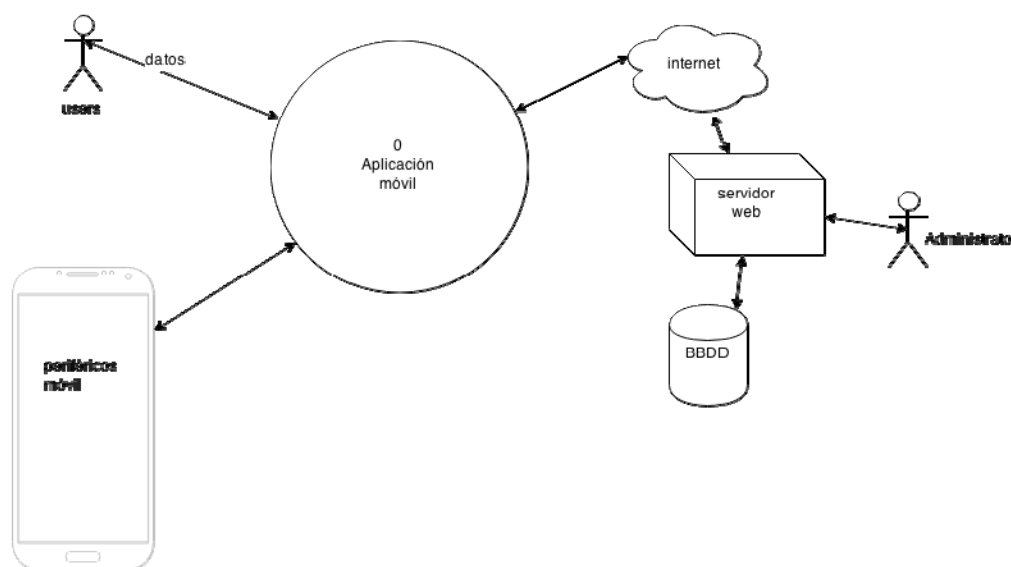 datos
users
0
Aplicación
móvil
internet
servidor
web
Administrato
BBDD
periféricos
móvil